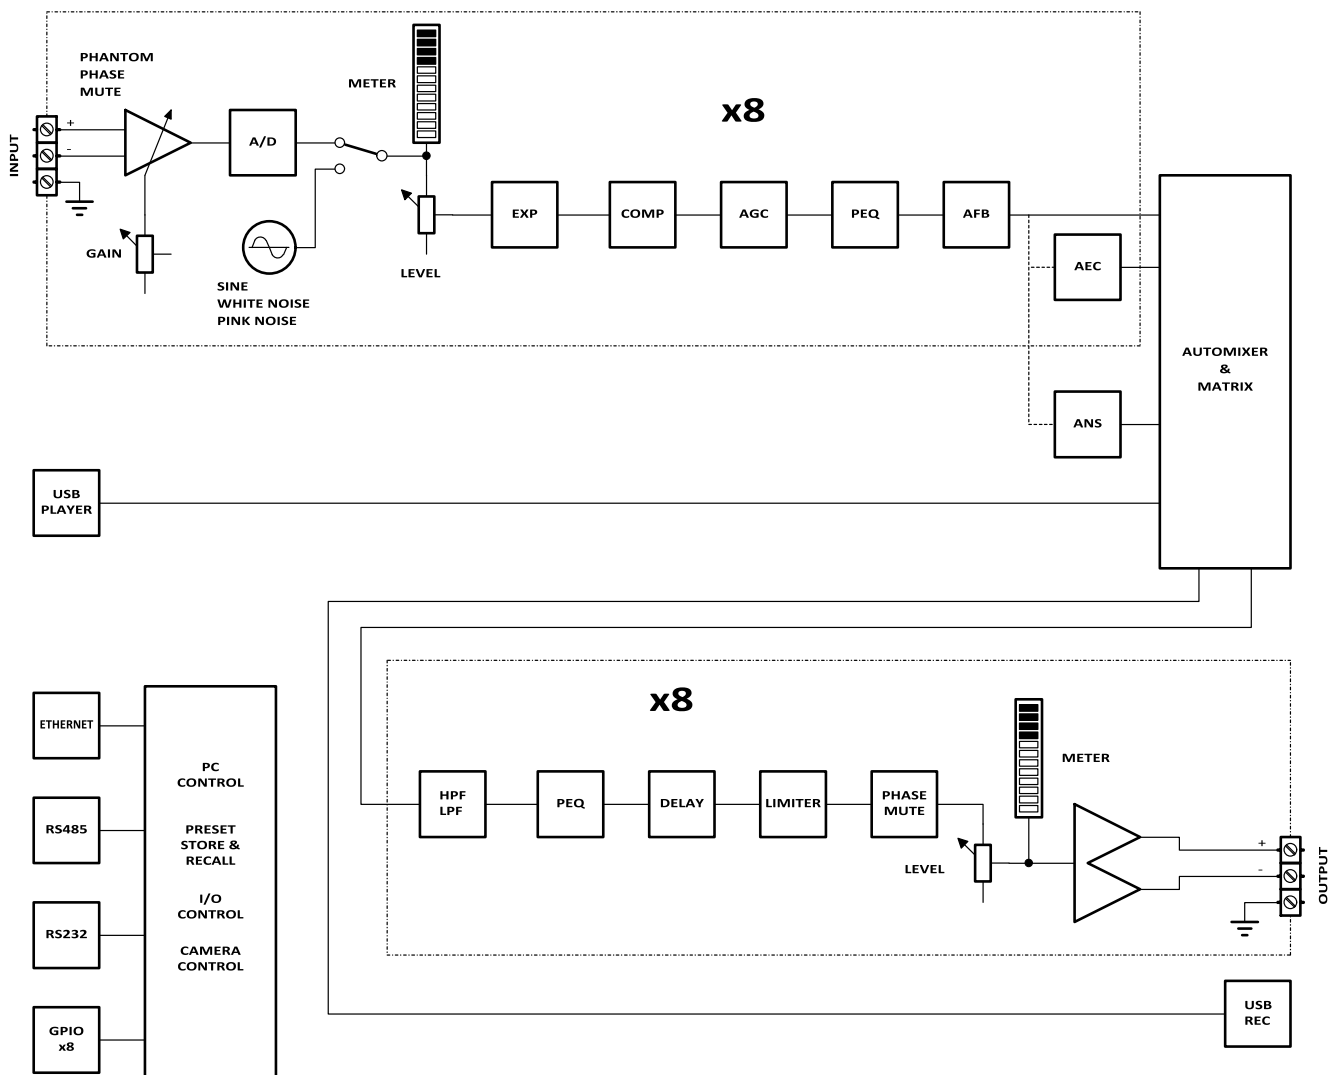 PHANTOM
PHASE
MUTE
METER
x8
INPUT
+
-
A/D
GAIN
SINE
WHITE NOISE
PINK NOISE
LEVEL
EXP
COMP
AGC
PEQ
AFB
AEC
ANS
AUTOMIXER
&
MATRIX
USB
PLAYER
x8
ETHERNET
RS485
RS232
GPIO
x8
PC
CONTROL
PRESET
STORE &
RECALL
I/O
CONTROL
CAMERA
CONTROL
HPF
LPF
PEQ
DELAY
LIMITER
PHASE
MUTE
LEVEL
METER
+
-
OUTPUT
USB
REC